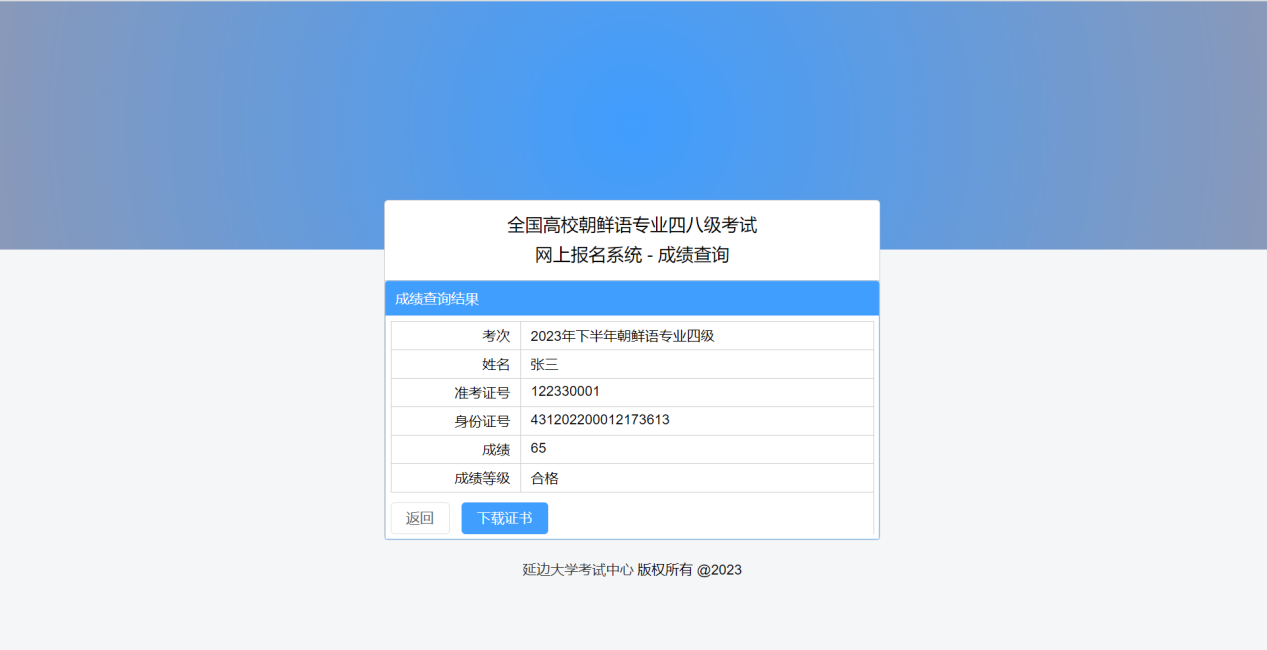 全国高校朝鲜语专业四八级考试
网上报名系统 - 成绩查询
成绩查询结果
考次 2023年下半年朝鲜语专业四级
姓名 张三
准考证号 122330001
身份证号 431202200012173613
成绩 65
成绩等级 合格
返回 下载证书
延边大学考试中心 版权所有 @2023